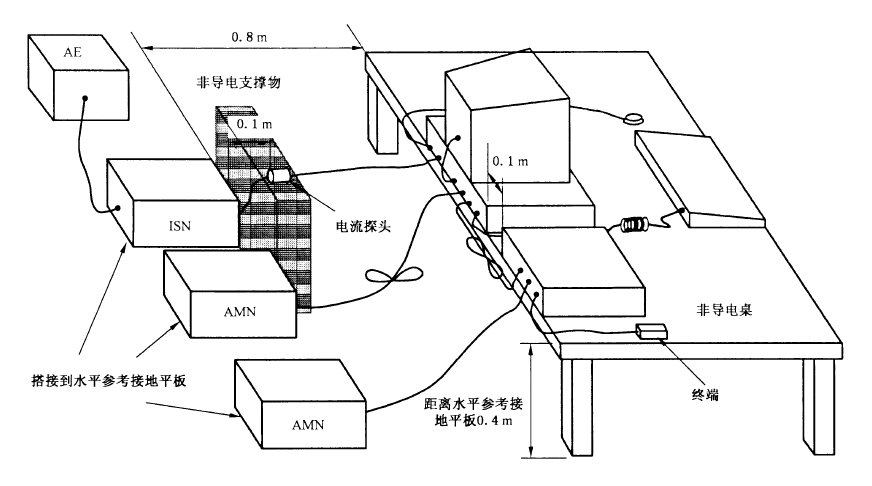 0.8 m
AE
非导电支撑物
0.1 m
0.1 m
ISN
电流探头
AMN
非导电桌
搭接到水平参考接地平板
距离水平参考接
地平板0.4 m
终端
AMN